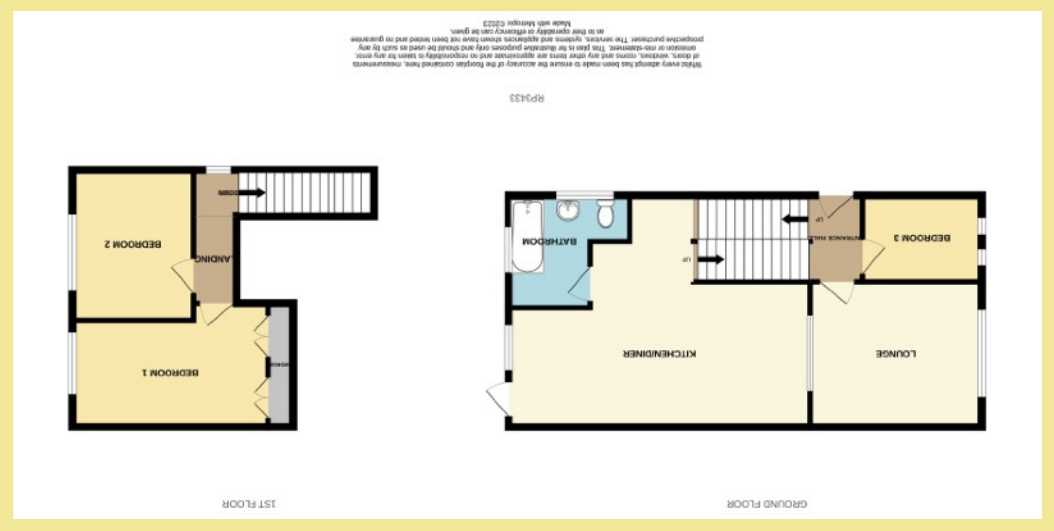 GROUND FLOOR
1ST FLOOR
LOUNGE
KITCHEN/DINER
BEDROOM 3
ENTRANCE HALL
UP
UP
BATHROOM
BEDROOM 1
LANDING
BEDROOM 2
DOWN
RP3433
Whilst every attempt has been made to ensure the accuracy of the floorplan contained here, measurements
of doors, windows, rooms and any other items are approximate and no responsibility is taken for any error,
omission or mis-statement. This plan is for illustrative purposes only and should be used as such by any
prospective purchaser. The services, systems and appliances shown have not been tested and no guarantee
as to their operability or efficiency can be given.
Made with Metropix ©2023